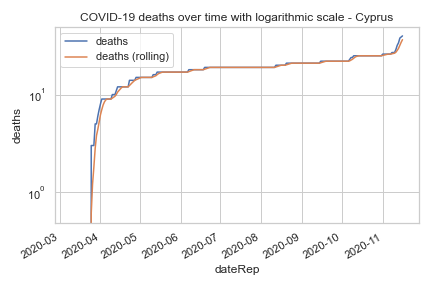 COVID-19 deaths over time with logarithmic scale - Cyprus
deaths
deaths (rolling)
10¹
10⁰
deaths
2020-03
2020-04
2020-05
2020-06
2020-07
2020-08
2020-09
2020-10
2020-11
dateRep